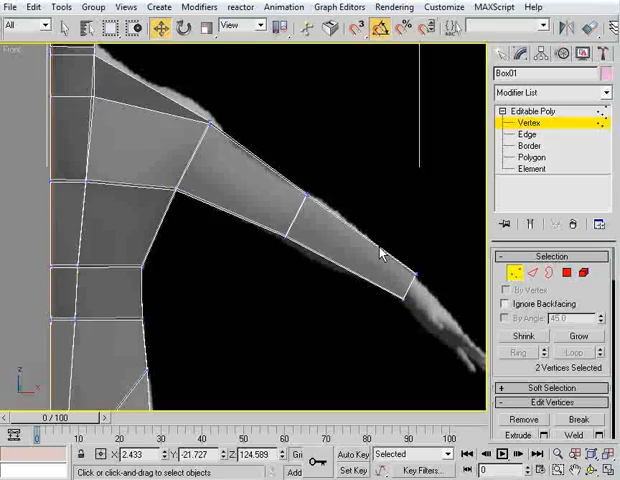 File Edit Tools Group Views Create Modifiers reactor Animation Graph Editors Rendering Customize MAXScript Help
All View
Front
Box01
Modifier List
Editable Poly
Vertex
Edge
Border
Polygon
Element
Selection
By Vertex
Ignore Backfacing
By Angle: 45.0
Shrink Grow
Ring Loop
2 Vertices Selected
Soft Selection
Edit Vertices
Remove Break
Extrude Weld
z
x
0 / 100
0 10 20 30 40 50 60 70 80 90 100
X: 2.433 Y: -21.727 Z: 124.589 Auto Key Selected
Click or click-and-drag to select objects Set Key Key Filters... 0